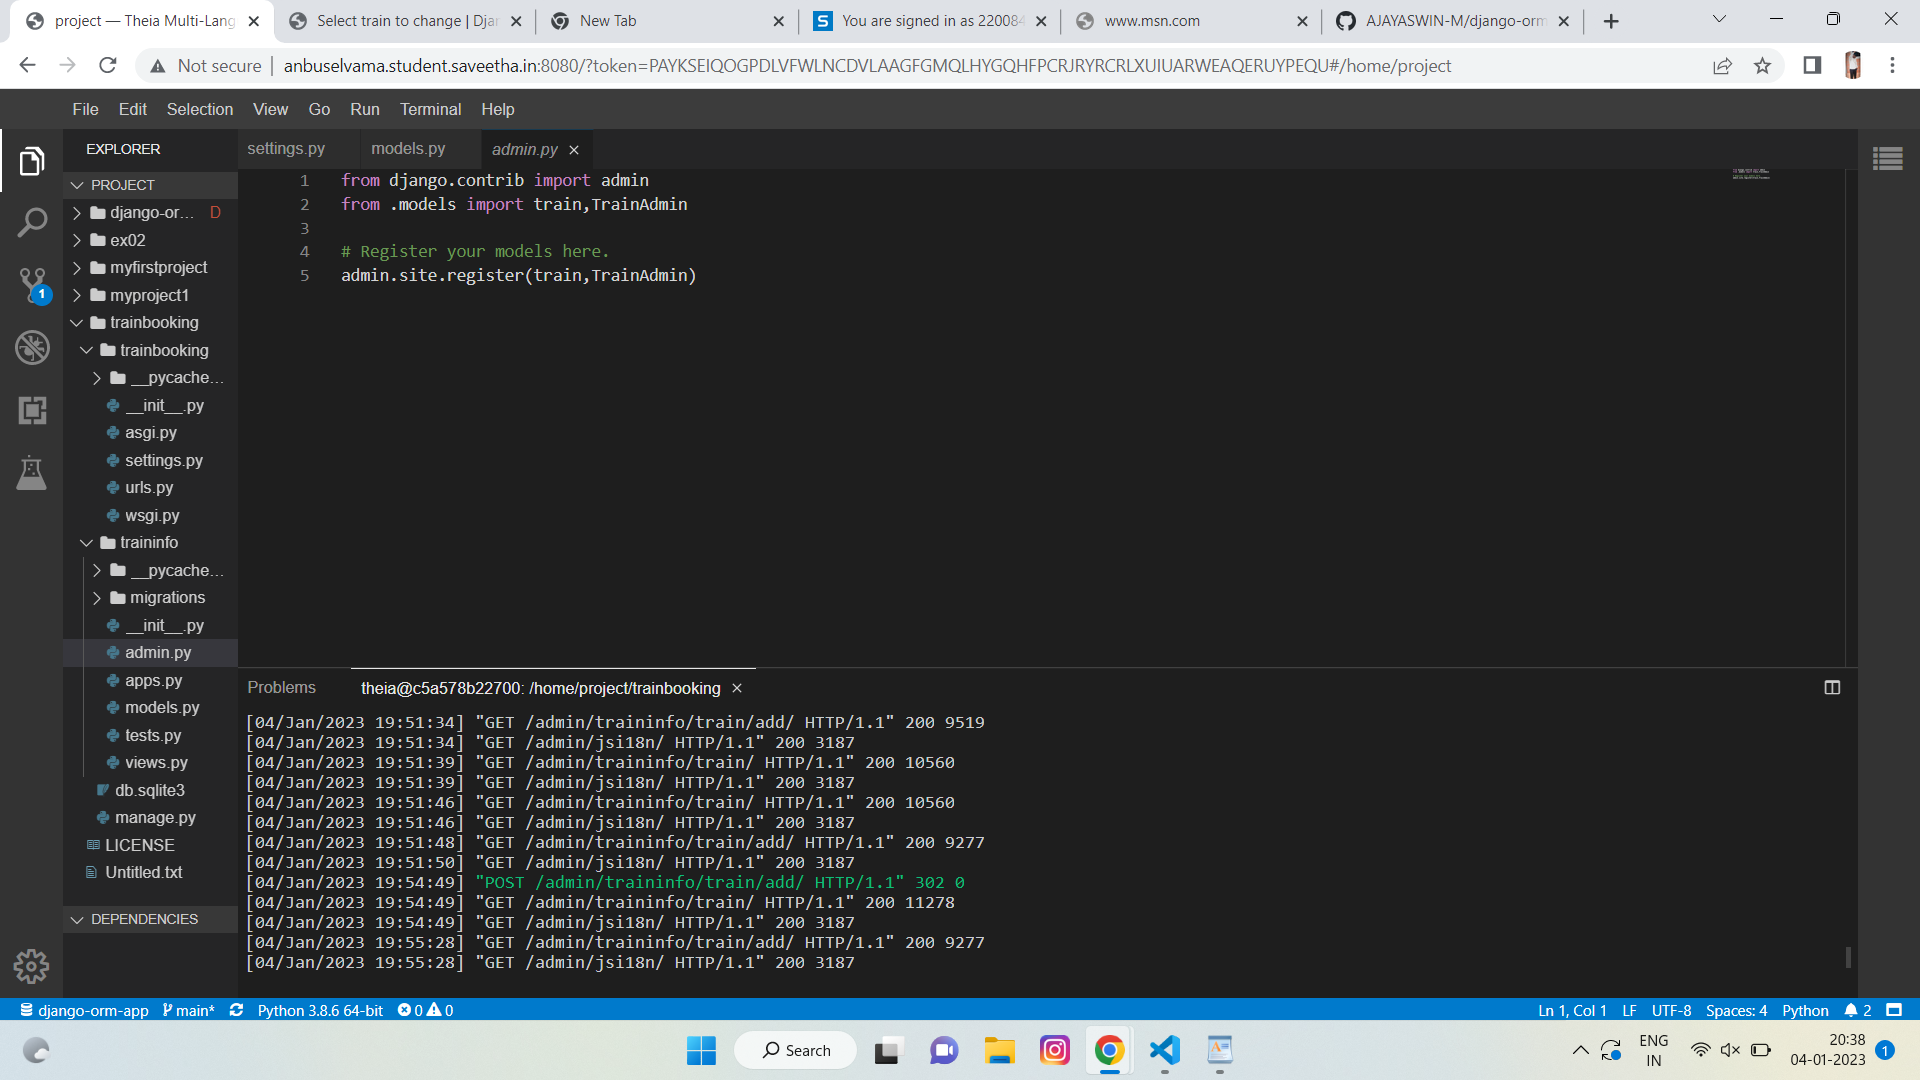 project — Theia Multi-Lang
Select train to change | Djan
New Tab
You are signed in as 220084
www.msn.com
AJAYASWIN-M/django-orm
Not secure
anbuselvama.student.saveetha.in:8080/?token=PAYKSEIQOGPDLVFWLNCDVLAAGFGMQLHYGQHFPCRJRYRCRLXUIUARWEAQERUYPEQU#/home/project
File Edit Selection View Go Run Terminal Help
EXPLORER
settings.py models.py admin.py
PROJECT
django-or... D
ex02
myfirstproject
myproject1
trainbooking
trainbooking
__pycache...
__init__.py
asgi.py
settings.py
urls.py
wsgi.py
traininfo
__pycache...
migrations
__init__.py
admin.py
apps.py
models.py
tests.py
views.py
db.sqlite3
manage.py
LICENSE
Untitled.txt
DEPENDENCIES
1
1 from django.contrib import admin
2 from .models import train,TrainAdmin
3
4 # Register your models here.
5 admin.site.register(train,TrainAdmin)
Problems theia@c5a578b22700: /home/project/trainbooking
[04/Jan/2023 19:51:34] "GET /admin/traininfo/train/add/ HTTP/1.1" 200 9519
[04/Jan/2023 19:51:34] "GET /admin/jsi18n/ HTTP/1.1" 200 3187
[04/Jan/2023 19:51:39] "GET /admin/traininfo/train/ HTTP/1.1" 200 10560
[04/Jan/2023 19:51:39] "GET /admin/jsi18n/ HTTP/1.1" 200 3187
[04/Jan/2023 19:51:46] "GET /admin/traininfo/train/ HTTP/1.1" 200 10560
[04/Jan/2023 19:51:46] "GET /admin/jsi18n/ HTTP/1.1" 200 3187
[04/Jan/2023 19:51:48] "GET /admin/traininfo/train/add/ HTTP/1.1" 200 9277
[04/Jan/2023 19:51:50] "GET /admin/jsi18n/ HTTP/1.1" 200 3187
[04/Jan/2023 19:54:49] "POST /admin/traininfo/train/add/ HTTP/1.1" 302 0
[04/Jan/2023 19:54:49] "GET /admin/traininfo/train/ HTTP/1.1" 200 11278
[04/Jan/2023 19:54:49] "GET /admin/jsi18n/ HTTP/1.1" 200 3187
[04/Jan/2023 19:55:28] "GET /admin/traininfo/train/add/ HTTP/1.1" 200 9277
[04/Jan/2023 19:55:28] "GET /admin/jsi18n/ HTTP/1.1" 200 3187
django-orm-app main* Python 3.8.6 64-bit 0 0 Ln 1, Col 1 LF UTF-8 Spaces: 4 Python 2
Search
ENG
IN
20:38
04-01-2023
1